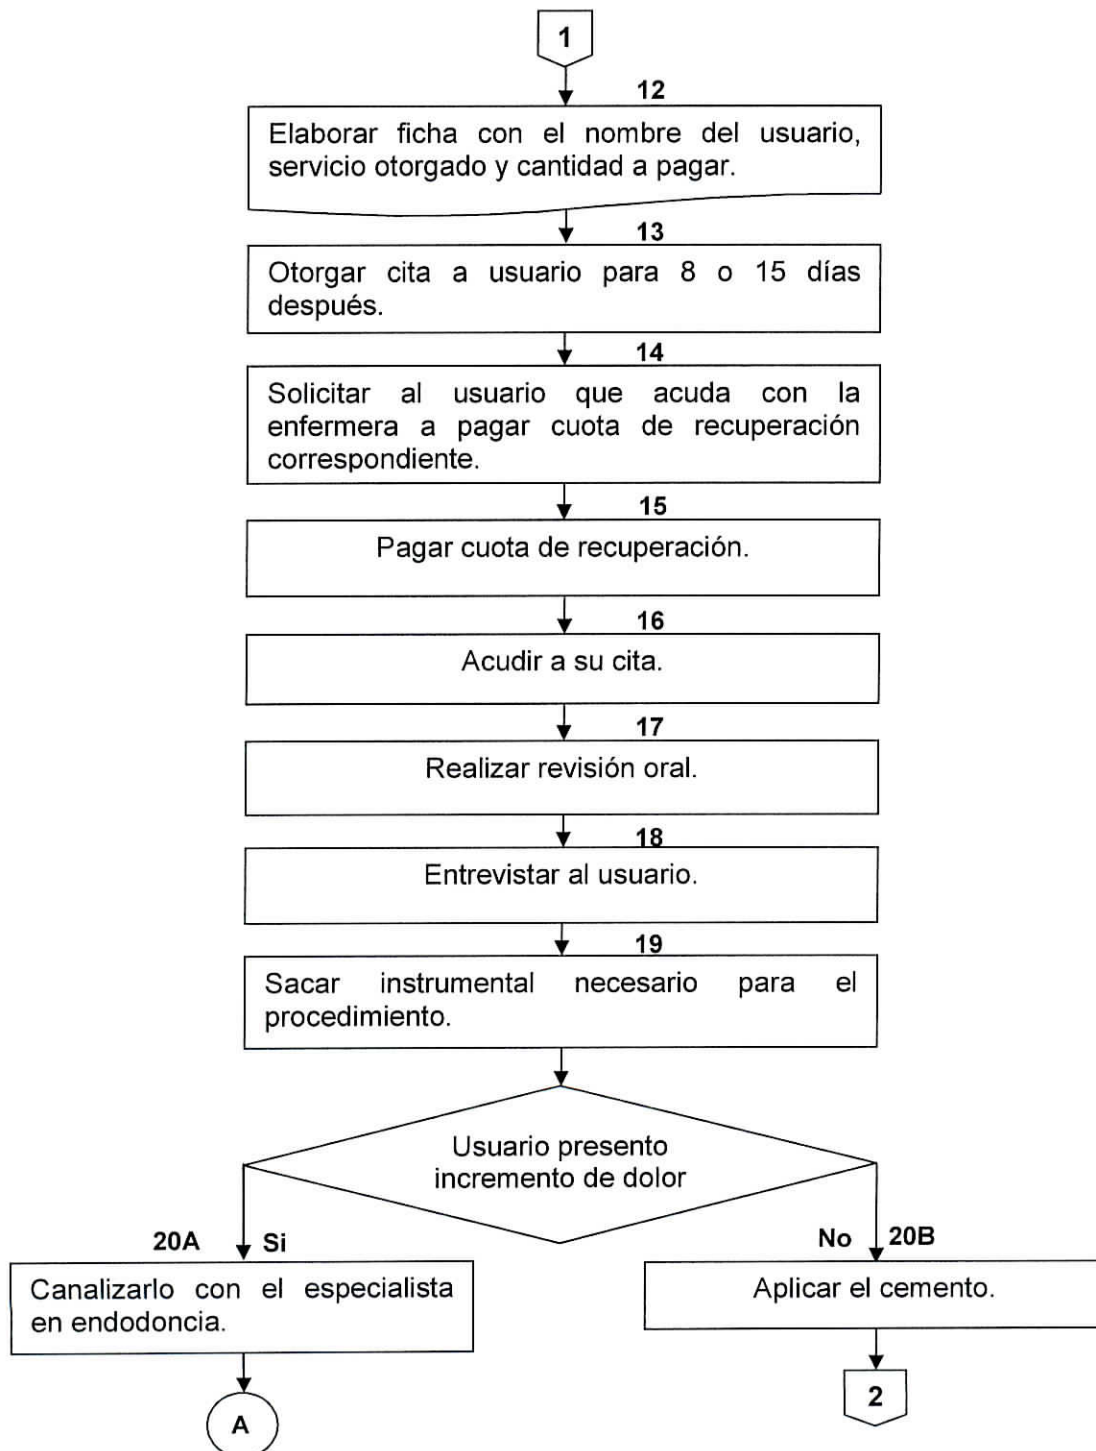 1
12
Elaborar ficha con el nombre del usuario,
servicio otorgado y cantidad a pagar.
13
Otorgar cita a usuario para 8 o 15 días
después.
14
Solicitar al usuario que acuda con la
enfermera a pagar cuota de recuperación
correspondiente.
15
Pagar cuota de recuperación.
16
Acudir a su cita.
17
Realizar revisión oral.
18
Entrevistar al usuario.
19
Sacar instrumental necesario para el
procedimiento.
Usuario presento
incremento de dolor
20A Si
No 20B
Canalizarlo con el especialista
en endodoncia.
Aplicar el cemento.
A
2